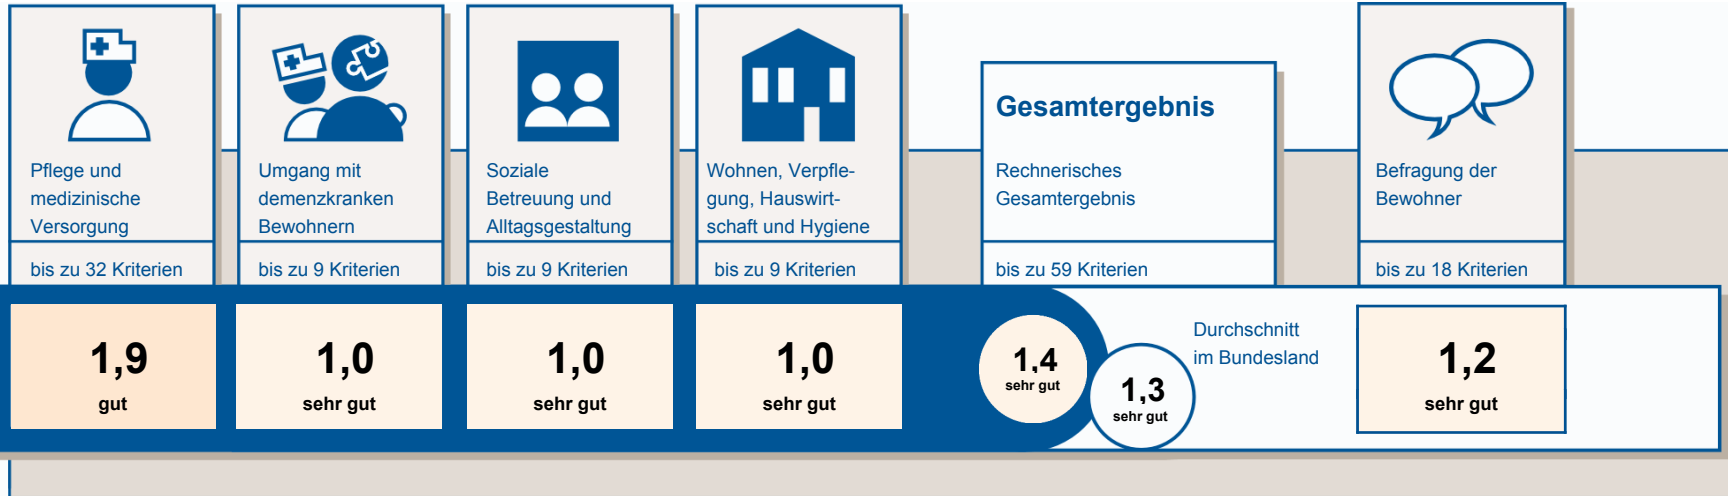 Pflege und
medizinische
Versorgung
bis zu 32 Kriterien
1,9
gut
Umgang mit
demenzkranken
Bewohnern
bis zu 9 Kriterien
1,0
sehr gut
Soziale
Betreuung und
Alltagsgestaltung
bis zu 9 Kriterien
1,0
sehr gut
Wohnen, Verpfle-
gung, Hauswirt-
schaft und Hygiene
bis zu 9 Kriterien
1,0
sehr gut
Gesamtergebnis
Rechnerisches
Gesamtergebnis
bis zu 59 Kriterien
1,4
sehr gut
1,3
sehr gut
Durchschnitt
im Bundesland
Befragung der
Bewohner
bis zu 18 Kriterien
1,2
sehr gut